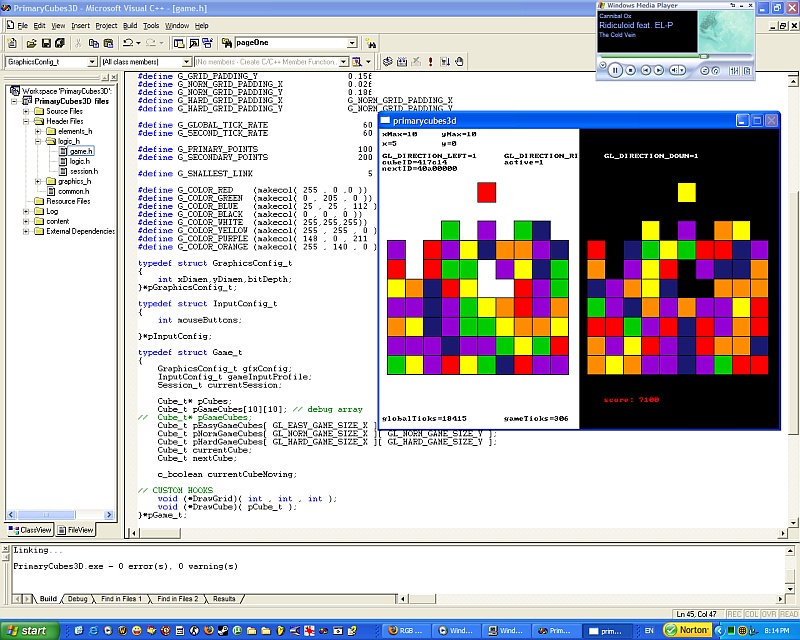 PrimaryCubes3D - Microsoft Visual C++ - [game.h]
File Edit View Insert Project Build Tools Window Help
pageOne
GraphicsConfig_t
(All class members)
(No members - Create C/C++ Member Function...
Windows Media Player
Cannibal Ox
Ridiculoid feat. EL-P
The Cold Vein
Workspace 'PrimaryCubes3D':
PrimaryCubes3D files
Source Files
Header Files
elements_h
logic_h
game.h
logic.h
session.h
graphics_h
common.h
Resource Files
Log
content
External Dependencies
ClassView
FileView
#define G_GRID_PADDING_Y 0.15f
#define G_NORM_GRID_PADDING_X 0.02f
#define G_NORM_GRID_PADDING_Y 0.18f
#define G_HARD_GRID_PADDING_X G_NORM_GRID_PADDING_X
#define G_HARD_GRID_PADDING_Y G_NORM_GRID_PADDING_Y
#define G_GLOBAL_TICK_RATE 60
#define G_SECOND_TICK_RATE 60
#define G_PRIMARY_POINTS 100
#define G_SECONDARY_POINTS 200
#define G_SMALLEST_LINK 5
#define G_COLOR_RED (makecol( 255 , 0 ,0 ))
#define G_COLOR_GREEN (makecol( 0 , 205 , 0 ))
#define G_COLOR_BLUE (makecol( 25 , 25 , 112 )
#define G_COLOR_BLACK (makecol( 0 , 0 , 0 ))
#define G_COLOR_WHITE (makecol( 255,255,255))
#define G_COLOR_YELLOW (makecol( 255 , 255 , 0 )
#define G_COLOR_PURPLE (makecol( 148 , 0 , 211
#define G_COLOR_ORANGE (makecol( 255 , 140 , 0 )
typedef struct GraphicsConfig_t
{
int xDimen,yDimen,bitDepth;
}*pGraphicsConfig_t;
typedef struct InputConfig_t
{
int mouseButtons;
}*pInputConfig;
typedef struct Game_t
{
GraphicsConfig_t gfxConfig;
InputConfig_t gameInputProfile;
Session_t currentSession;
Cube_t* pCubes;
Cube_t pGameCubes[10][10]; // debug array
// Cube_t* pGameCubes;
Cube_t pEasyGameCubes[ GL_EASY_GAME_SIZE_X ]
Cube_t pNormGameCubes[ GL_NORM_GAME_SIZE_X ][ GL_NORM_GAME_SIZE_Y ];
Cube_t pHardGameCubes[ GL_HARD_GAME_SIZE_X ][ GL_HARD_GAME_SIZE_Y ];
Cube_t currentCube;
Cube_t nextCube;
c_boolean currentCubeMoving;
// CUSTOM HOOKS
void (*DrawGrid)( int , int , int );
void (*DrawCube)( pCube_t );
}*pGame_t;
primarycubes3d
xMax=10 yMax=10
x=5 y=0
GL_DIRECTION_LEFT=1 GL_DIRECTION_RI
GL_DIRECTION_DOWN=1
cubeID=417c14 active=1
nextID=40a00000
score: 7100
globalTicks=18415 gameTicks=306
Linking...
PrimaryCubes3D.exe - 0 error(s), 0 warning(s)
Build Debug Find in Files 1 Find in Files 2 Results
Ln 45, Col 47
REC COL OVR READ
start
RGB ...
Wind...
Wind...
Prim...
prim...
EN
Norton
8:14 PM